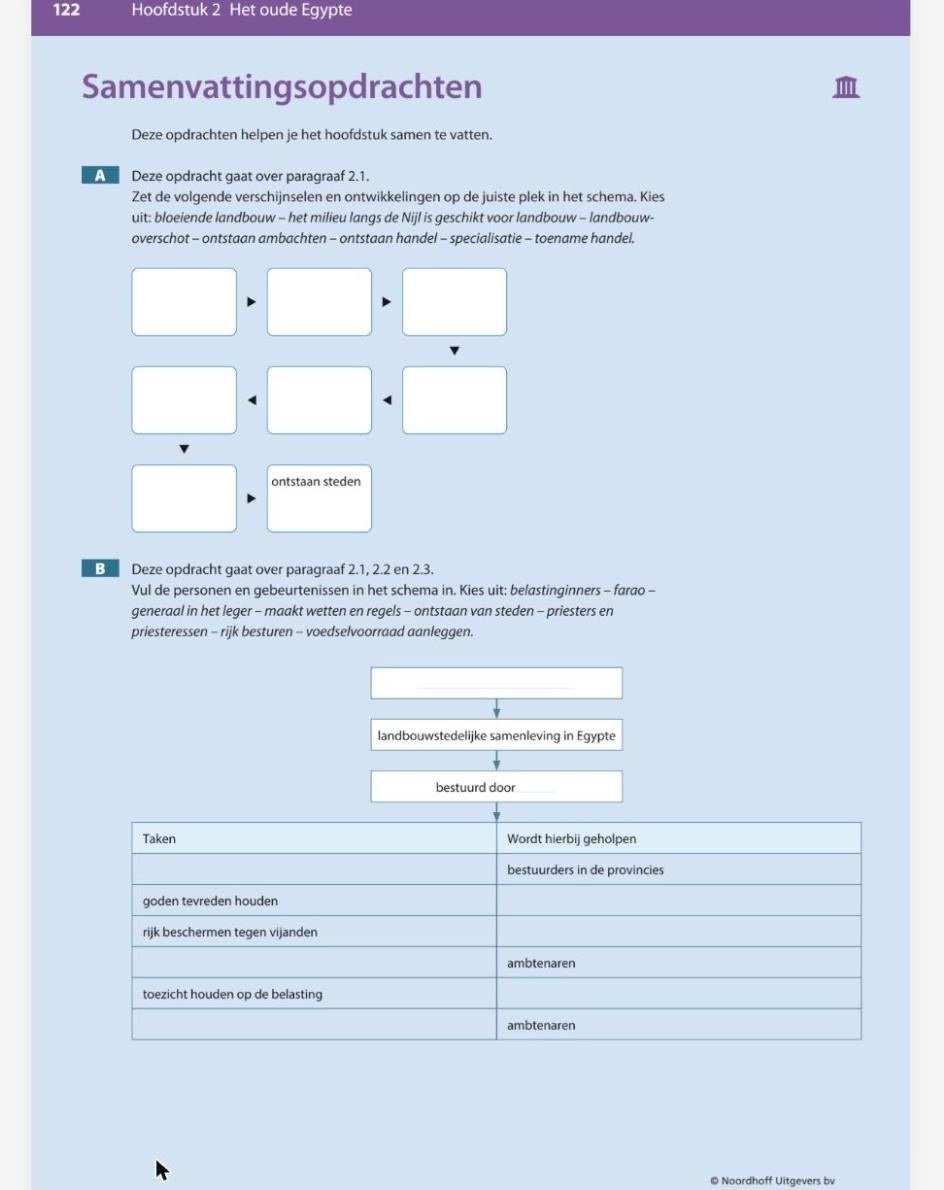 122 Hoofdstuk 2 Het oude Egypte
Samenvattingsopdrachten
Deze opdrachten helpen je het hoofdstuk samen te vatten.
A Deze opdracht gaat over paragraaf 2.1.
Zet de volgende verschijnselen en ontwikkelingen op de juiste plek in het schema. Kies
uit: bloeiende landbouw – het milieu langs de Nijl is geschikt voor landbouw – landbouw-
overschot – ontstaan ambachten – ontstaan handel – specialisatie – toename handel.
ontstaan steden
B Deze opdracht gaat over paragraaf 2.1, 2.2 en 2.3.
Vul de personen en gebeurtenissen in het schema in. Kies uit: belastinginners – farao –
generaal in het leger – maakt wetten en regels – ontstaan van steden – priesters en
priesteressen – rijk besturen – voedselvoorraad aanleggen.
landbouwstedelijke samenleving in Egypte
bestuurd door
Taken Wordt hierbij geholpen
bestuurders in de provincies
goden tevreden houden
rijk beschermen tegen vijanden
ambtenaren
toezicht houden op de belasting
ambtenaren
© Noordhoff Uitgevers bv